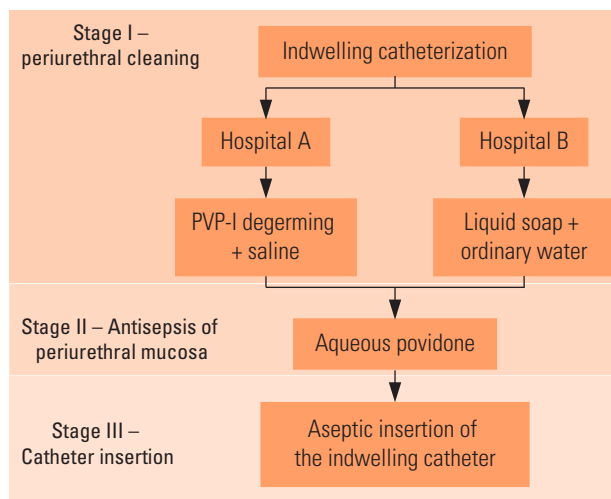 Stage I –
periurethral cleaning
Indwelling catheterization
Hospital A
Hospital B
PVP-I degerming
+ saline
Liquid soap +
ordinary water
Stage II – Antisepsis of
periurethral mucosa
Aqueous povidone
Stage III –
Catheter insertion
Aseptic insertion of
the indwelling catheter